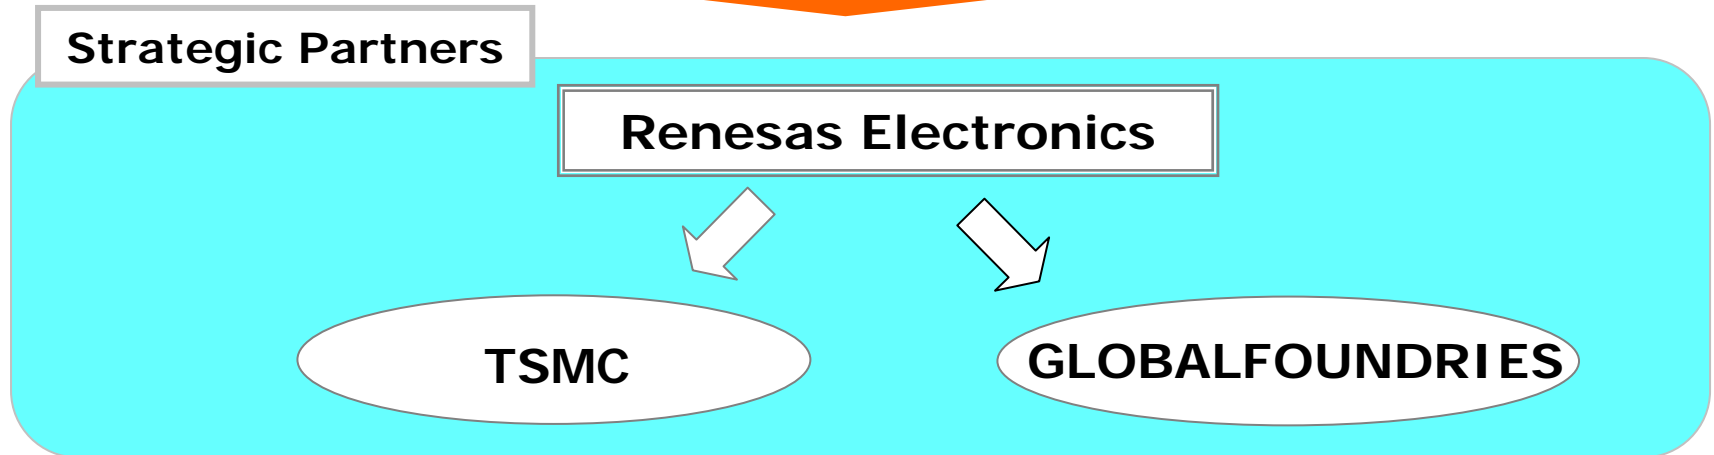 Strategic Partners
Renesas Electronics
TSMC
GLOBALFOUNDRIES